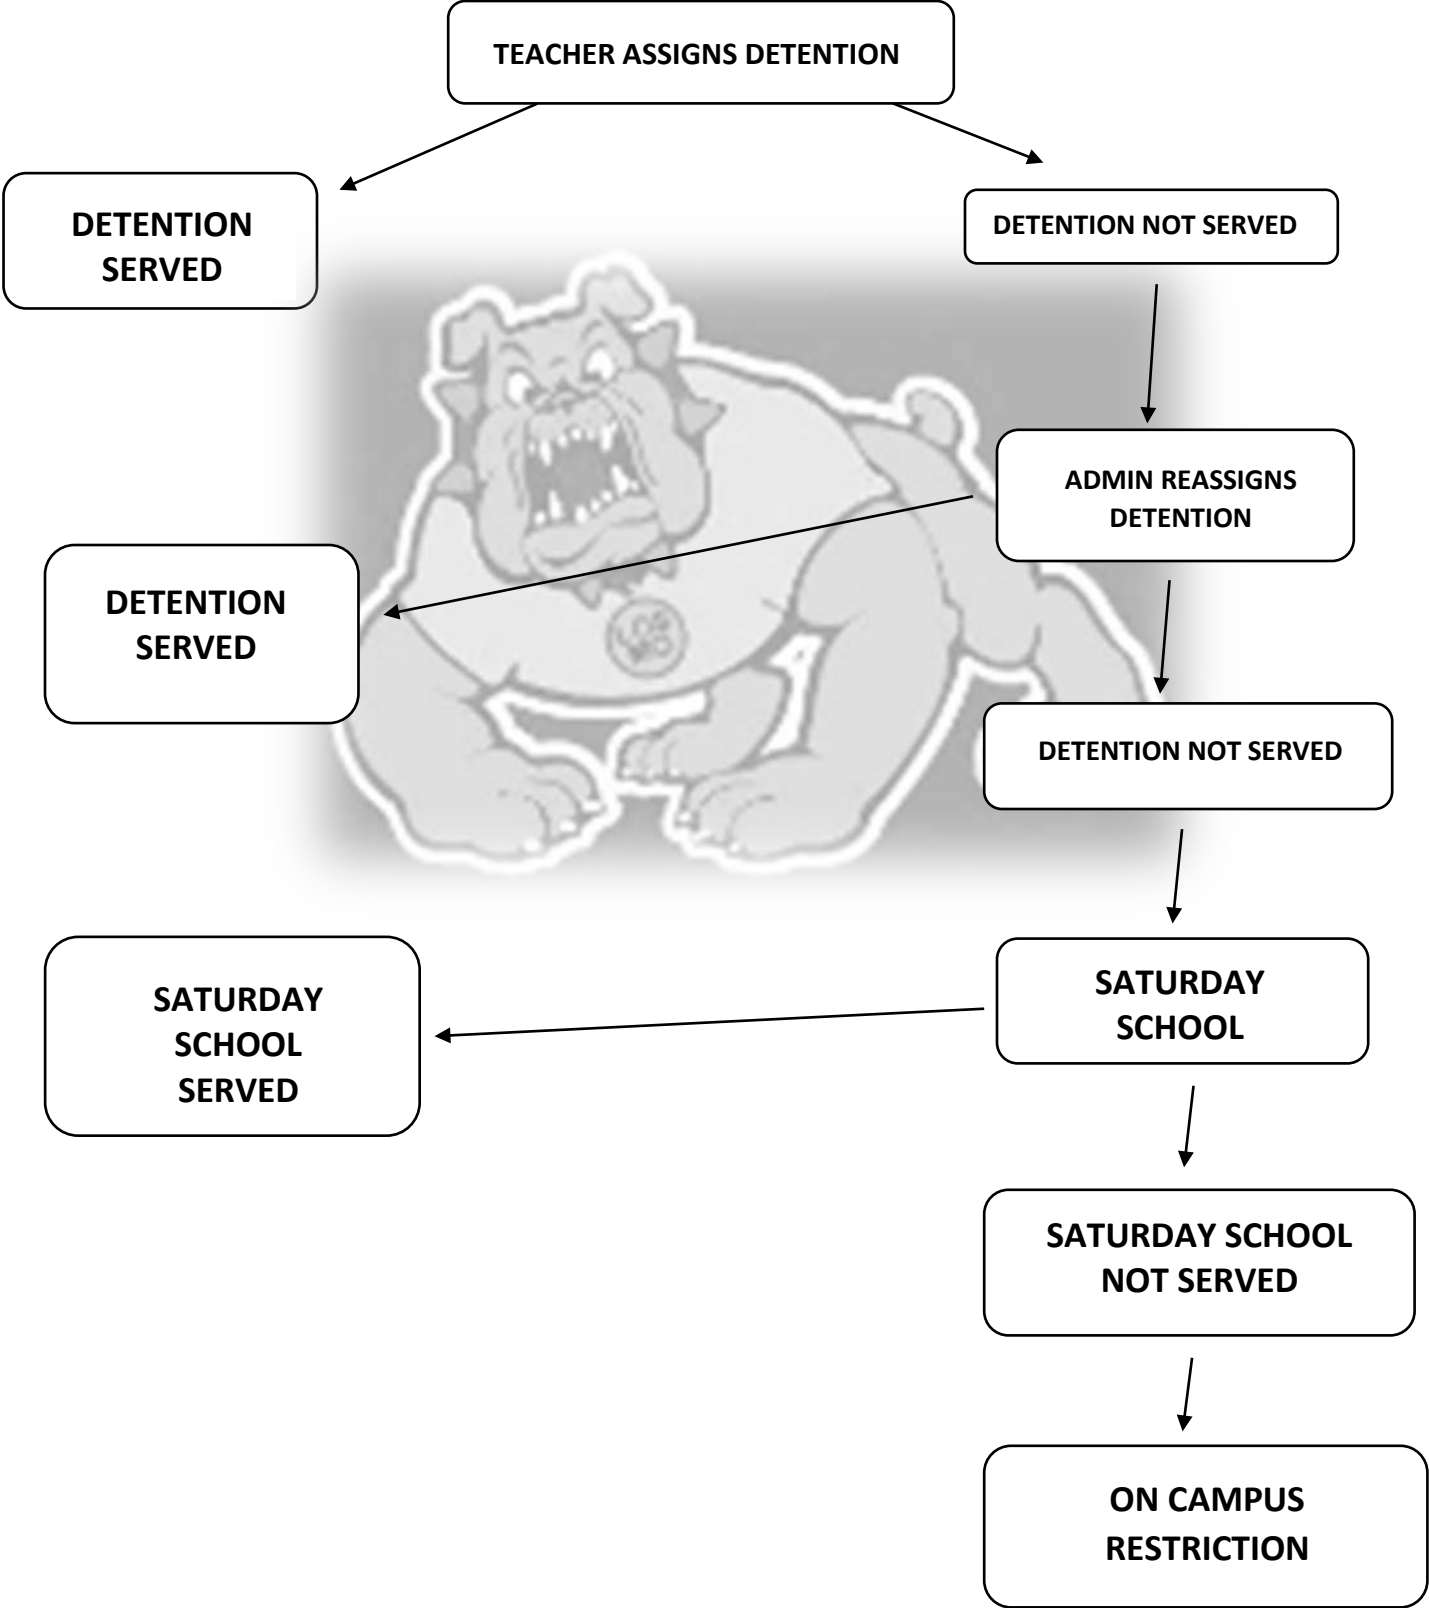 TEACHER ASSIGNS DETENTION
DETENTION
SERVED
DETENTION NOT SERVED
ADMIN REASSIGNS
DETENTION
DETENTION
SERVED
DETENTION NOT SERVED
SATURDAY
SCHOOL
SATURDAY
SCHOOL
SERVED
SATURDAY SCHOOL
NOT SERVED
ON CAMPUS
RESTRICTION